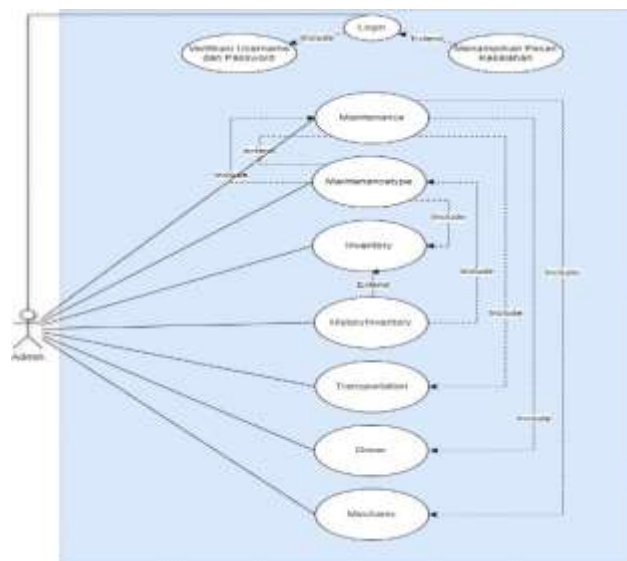 Login
Include
Extend
Verifikasi Username
dan Password
Menampilkan Pesan
Kesalahan
Maintenance
Extend
Include
Maintenancetype
Include
Inventory
Include
Include
Extend
HistoryInventory
Include
Admin
Transportation
Include
Driver
Mechanic